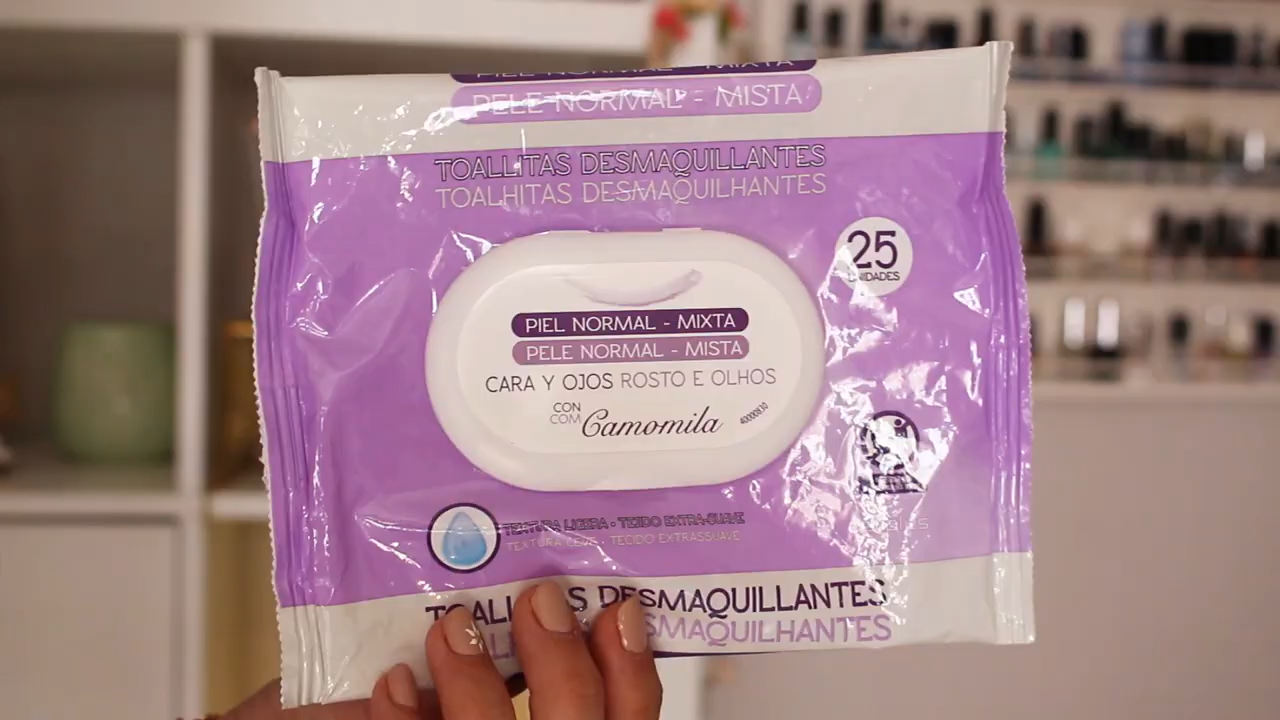 PIEL NORMAL - MIXTA
PELE NORMAL - MISTA
TOALLITAS DESMAQUILLANTES
TOALHITAS DESMAQUILHANTES
25
UNIDADES
PIEL NORMAL - MIXTA
PELE NORMAL - MISTA
CARA Y OJOS ROSTO E OLHOS
CON
COM
Camomila
TEXTURA LIGERA • TEJIDO EXTRA-SUAVE
TEXTURA LEVE • TECIDO EXTRASSUAVE
DESMAQUILLANTES
DESMAQUILHANTES